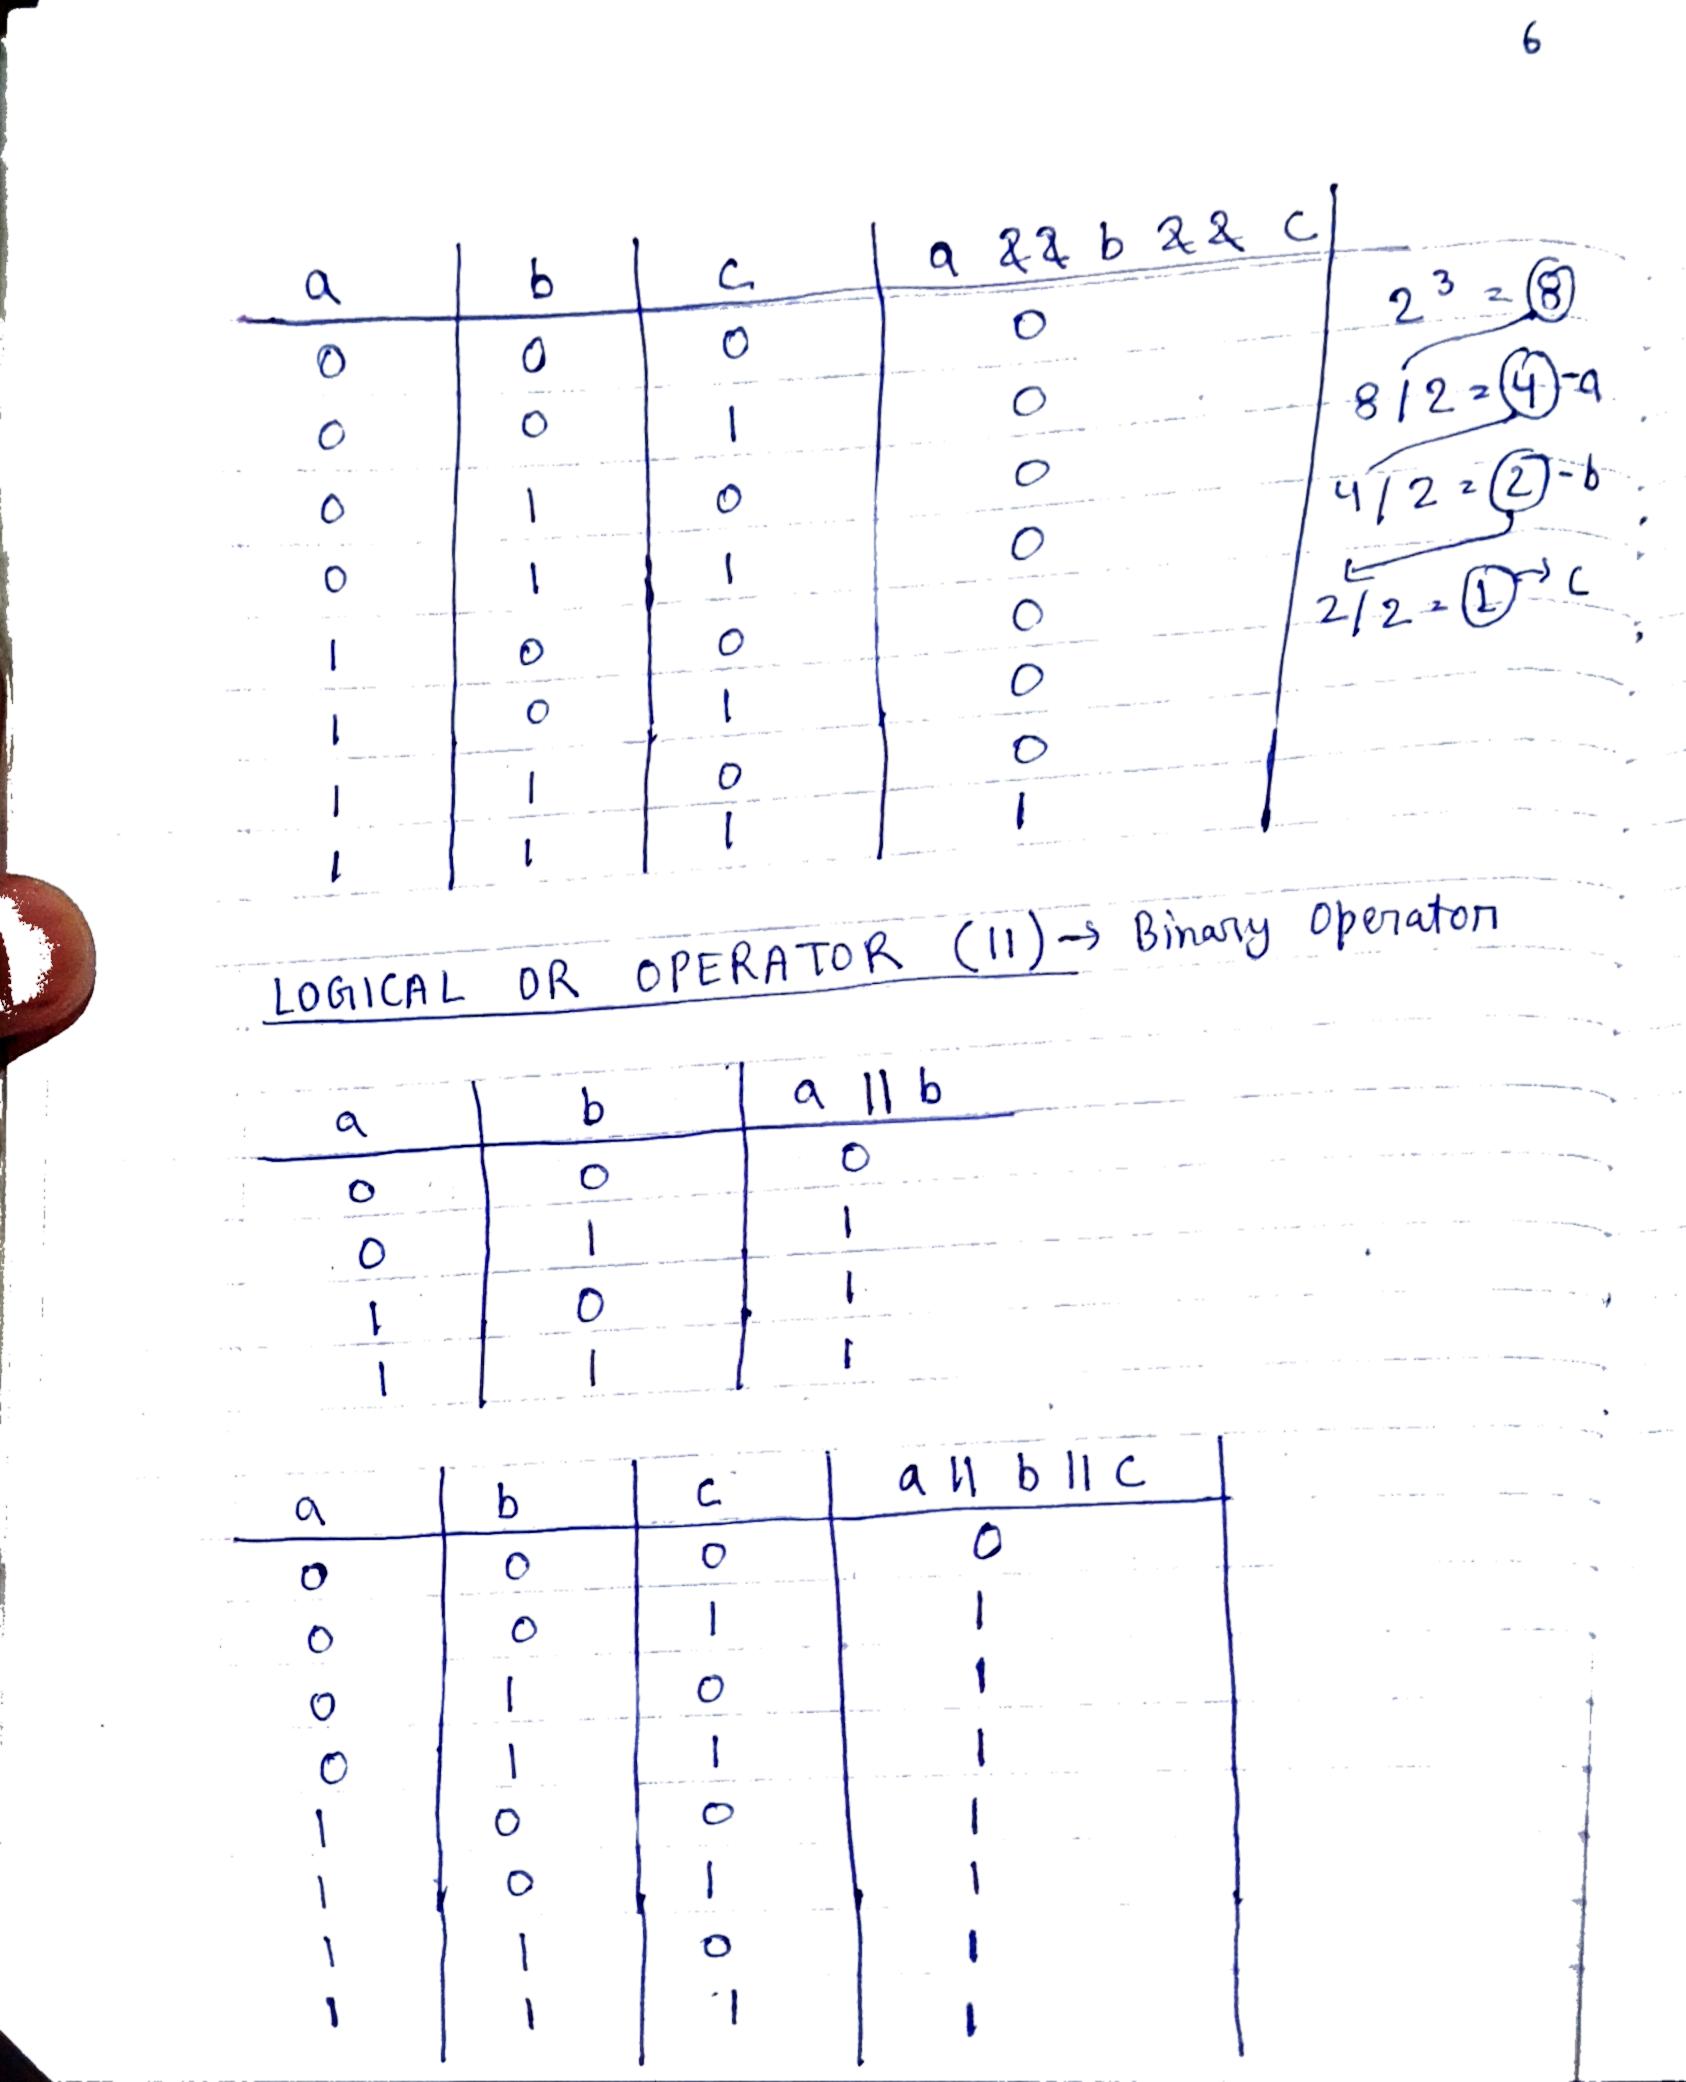 6
a b c a && b && c
0 0 0 0
0 0 1 0
0 1 0 0
0 1 1 0
1 0 0 0
1 0 1 0
1 1 0 0
1 1 1 1
2³ = 8
8/2 = 4 - a
4/2 = 2 - b
2/2 = 1 → c
LOGICAL OR OPERATOR (||) → Binary Operator
a b a || b
0 0 0
0 1 1
1 0 1
1 1 1
a b c a || b || c
0 0 0 0
0 0 1 1
0 1 0 1
0 1 1 1
1 0 0 1
1 0 1 1
1 1 0 1
1 1 1 1